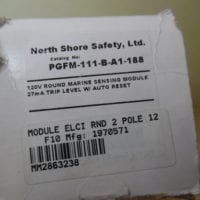 North Shore Safety, Ltd.
Catalog No:
PGFM-111-B-A1-188
120V ROUND MARINE SENSING MODULE
27mA TRIP LEVEL W/ AUTO RESET
MODULE ELCI RND 2 POLE 12
F10 Mfg: 1970571
MM2863238